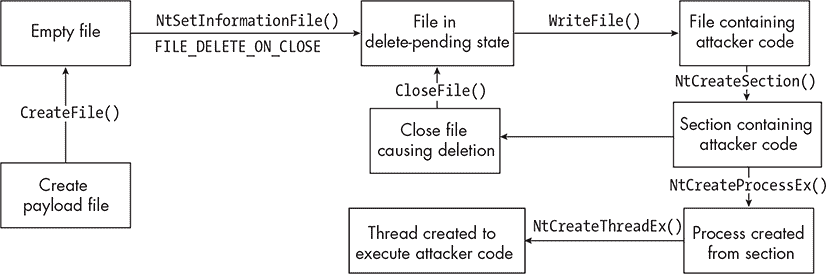 Empty file
NtSetInformationFile()
FILE_DELETE_ON_CLOSE
File in
delete-pending state
WriteFile()
File containing
attacker code
CreateFile()
CloseFile()
NtCreateSection()
Create
payload file
Close file
causing deletion
Section containing
attacker code
NtCreateProcessEx()
Thread created to
execute attacker code
NtCreateThreadEx()
Process created
from section